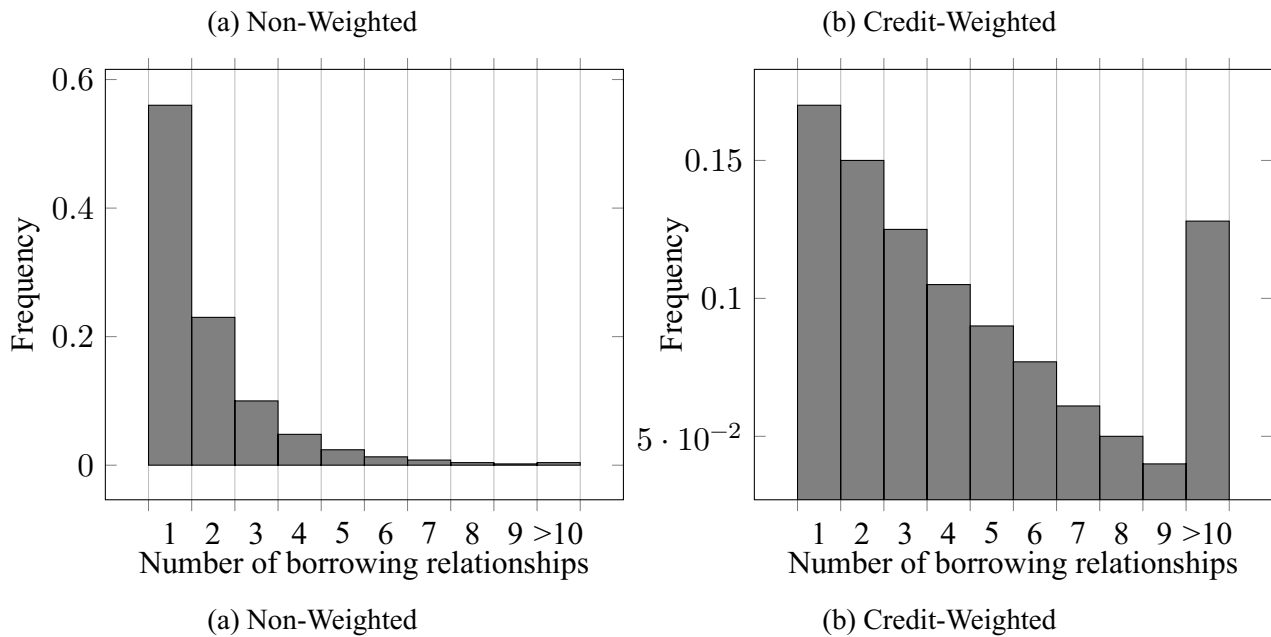 (a) Non-Weighted
(b) Credit-Weighted
0.6
0.4
0.2
0
Frequency
1 2 3 4 5 6 7 8 9 >10
Number of borrowing relationships
0.15
0.1
5 · 10⁻²
Frequency
1 2 3 4 5 6 7 8 9 >10
Number of borrowing relationships
(a) Non-Weighted
(b) Credit-Weighted